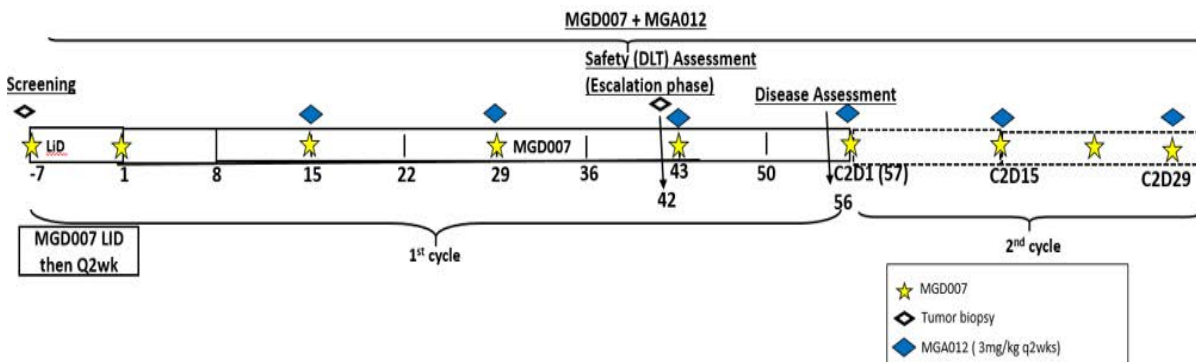 MGD007 + MGA012
Screening
Safety (DLT) Assessment
(Escalation phase)
Disease Assessment
LiD
MGD007
-7 1 8 15 22 29 36 43 50 C2D1 (57) C2D15 C2D29
42 56
MGD007 LID
then Q2wk
1st cycle
2nd cycle
MGD007
Tumor biopsy
MGA012 ( 3mg/kg q2wks)